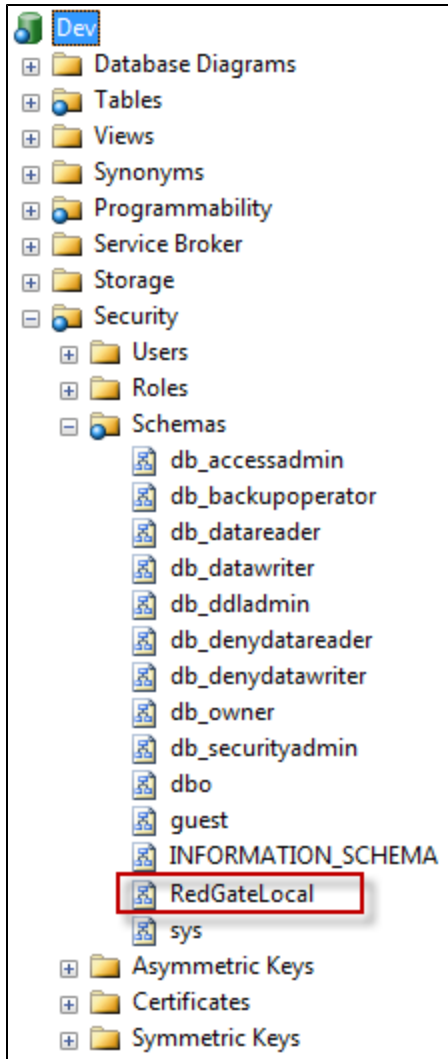 Dev
Database Diagrams
Tables
Views
Synonyms
Programmability
Service Broker
Storage
Security
Users
Roles
Schemas
db_accessadmin
db_backupoperator
db_datareader
db_datawriter
db_ddladmin
db_denydatareader
db_denydatawriter
db_owner
db_securityadmin
dbo
guest
INFORMATION_SCHEMA
RedGateLocal
sys
Asymmetric Keys
Certificates
Symmetric Keys